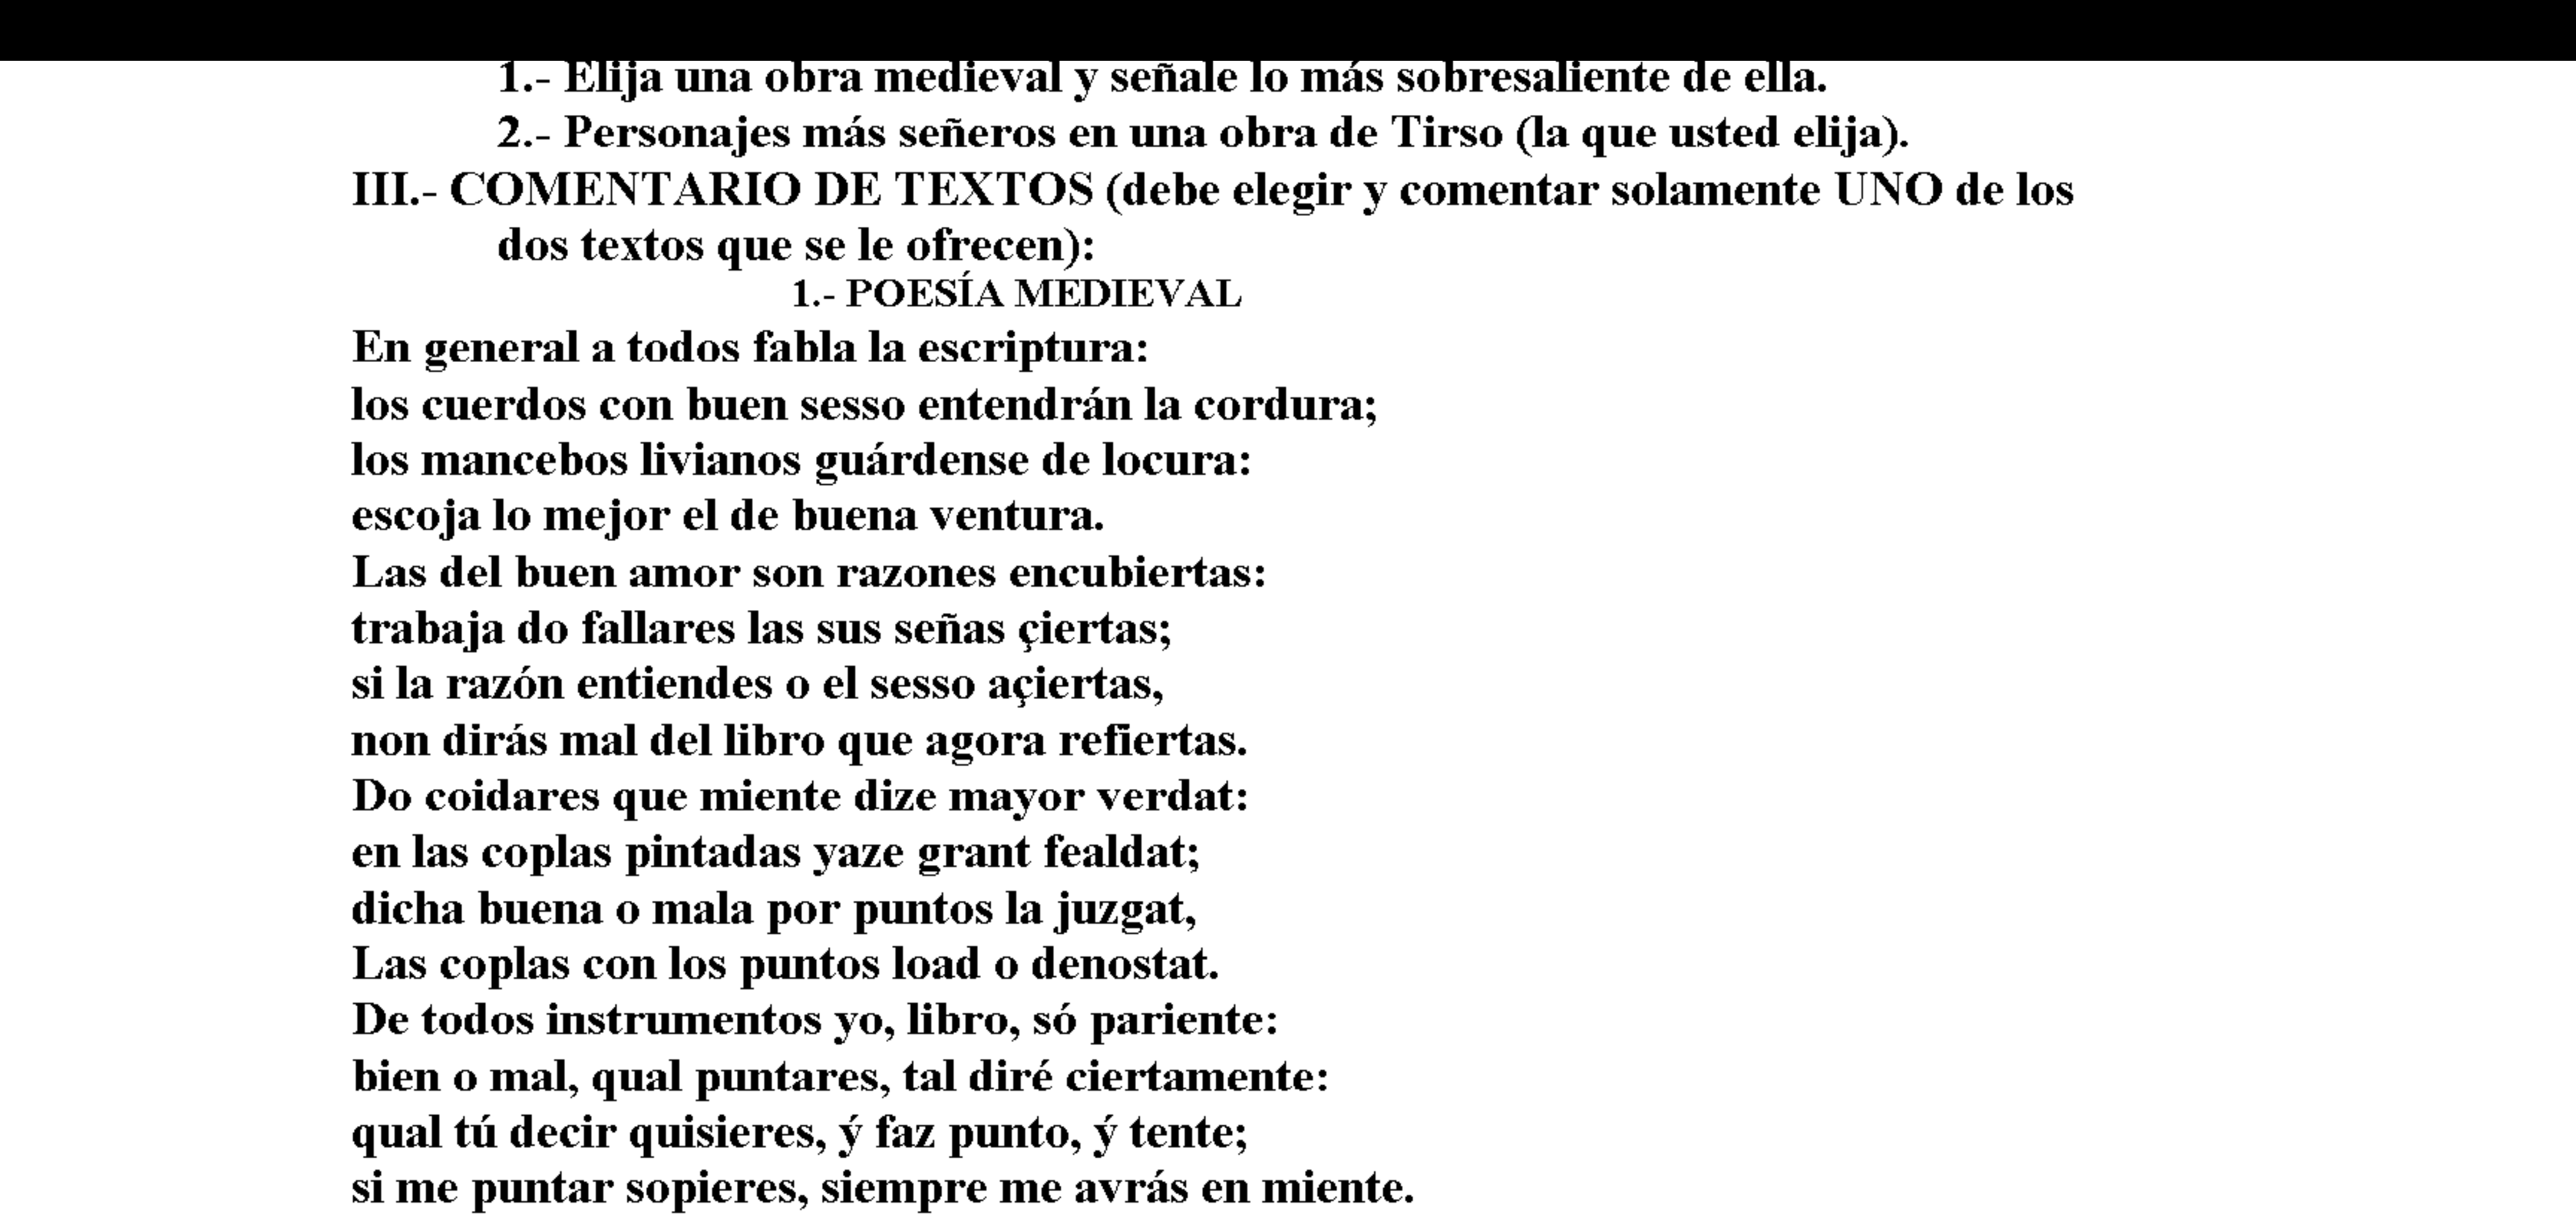 1.- Elija una obra medieval y señale lo más sobresaliente de ella.
2.- Personajes más señeros en una obra de Tirso (la que usted elija).
III.- COMENTARIO DE TEXTOS (debe elegir y comentar solamente UNO de los
dos textos que se le ofrecen):
1.- POESÍA MEDIEVAL
En general a todos fabla la escriptura:
los cuerdos con buen sesso entendrán la cordura;
los mancebos livianos guárdense de locura:
escoja lo mejor el de buena ventura.
Las del buen amor son razones encubiertas:
trabaja do fallares las sus señas çiertas;
si la razón entiendes o el sesso açiertas,
non dirás mal del libro que agora refiertas.
Do coidares que miente dize mayor verdat:
en las coplas pintadas yaze grant fealdat;
dicha buena o mala por puntos la juzgat,
Las coplas con los puntos load o denostat.
De todos instrumentos yo, libro, só pariente:
bien o mal, qual puntares, tal diré ciertamente:
qual tú decir quisieres, ý faz punto, ý tente;
si me puntar sopieres, siempre me avrás en miente.